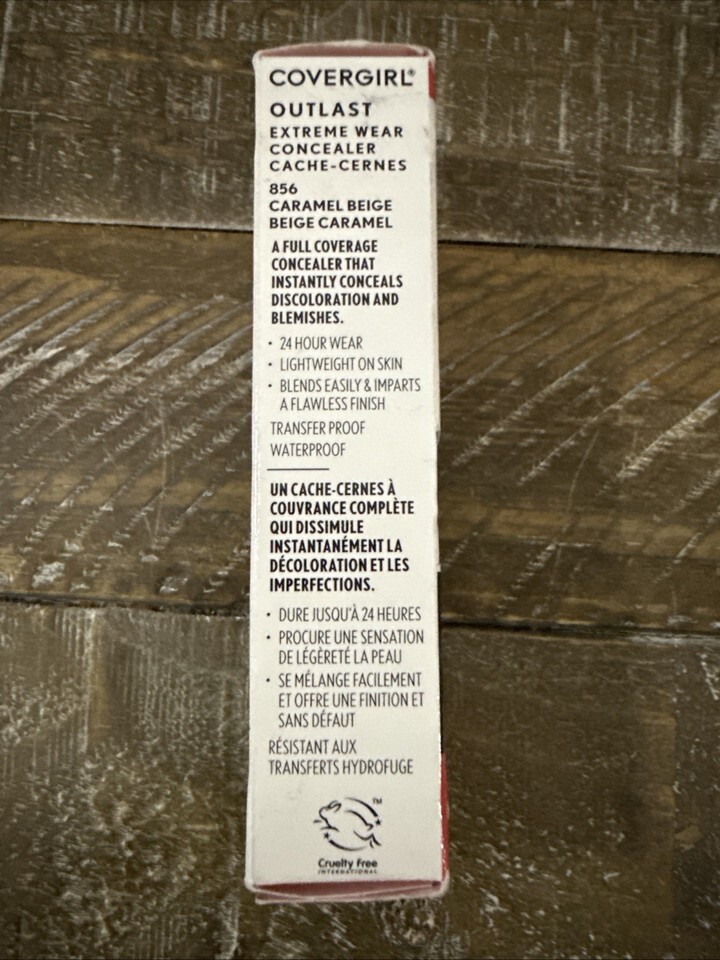 COVERGIRL®
OUTLAST
EXTREME WEAR
CONCEALER
CACHE-CERNES
856
CARAMEL BEIGE
BEIGE CARAMEL
A FULL COVERAGE
CONCEALER THAT
INSTANTLY CONCEALS
DISCOLORATION AND
BLEMISHES.
• 24 HOUR WEAR
• LIGHTWEIGHT ON SKIN
• BLENDS EASILY & IMPARTS
A FLAWLESS FINISH
TRANSFER PROOF
WATERPROOF
UN CACHE-CERNES À
COUVRANCE COMPLÈTE
QUI DISSIMULE
INSTANTANÉMENT LA
DÉCOLORATION ET LES
IMPERFECTIONS.
• DURE JUSQU'À 24 HEURES
• PROCURE UNE SENSATION
DE LÉGÈRETÉ LA PEAU
• SE MÉLANGE FACILEMENT
ET OFFRE UNE FINITION ET
SANS DÉFAUT
RÉSISTANT AUX
TRANSFERTS HYDROFUGE
TM
Cruelty Free
INTERNATIONAL